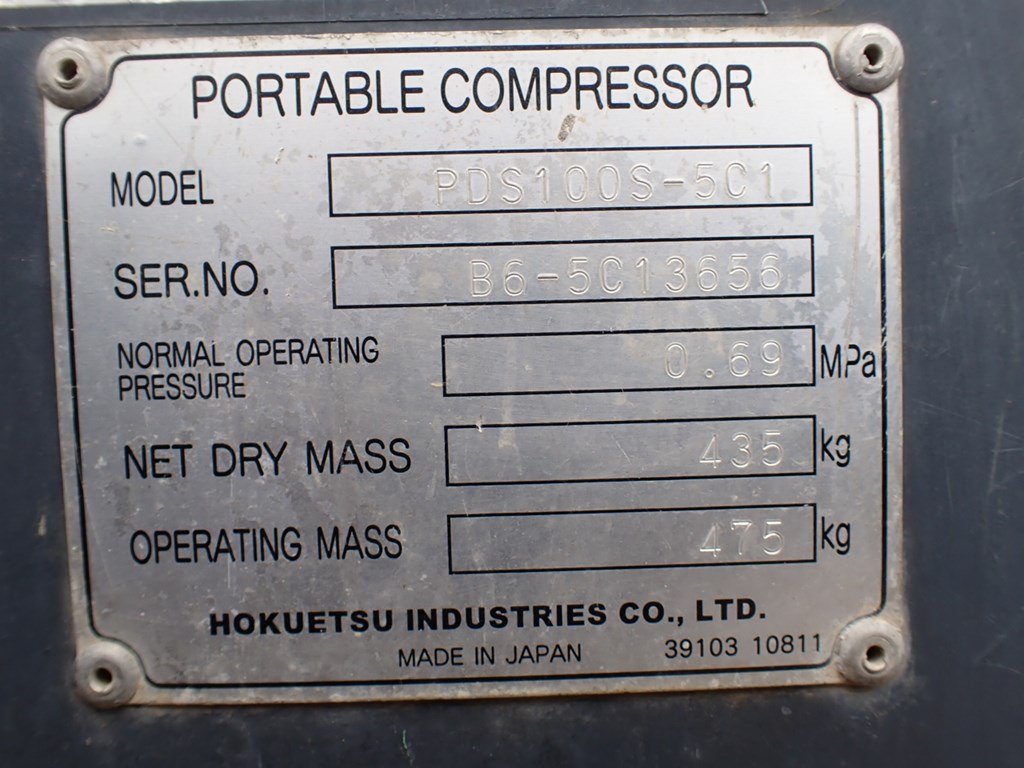 PORTABLE COMPRESSOR
MODEL PDS100S-5C1
SER.NO. B6-5C13656
NORMAL OPERATING
PRESSURE 0.69 MPa
NET DRY MASS 435 kg
OPERATING MASS 475 kg
HOKUETSU INDUSTRIES CO., LTD.
MADE IN JAPAN 39103 10811